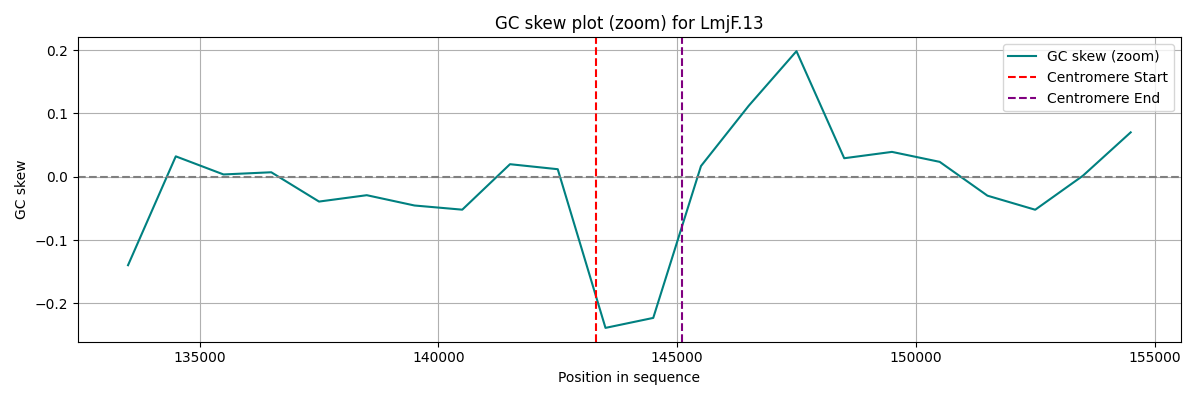 GC skew plot (zoom) for LmjF.13
GC skew (zoom)
Centromere Start
Centromere End
GC skew
0.2
0.1
0.0
−0.1
−0.2
135000 140000 145000 150000 155000
Position in sequence